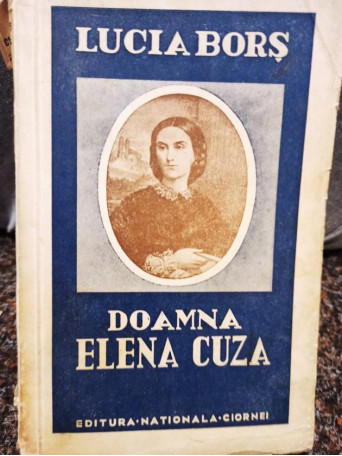 LUCIA BORŞ
DOAMNA
ELENA CUZA
EDITURA·NATIONALA·CIORNEI